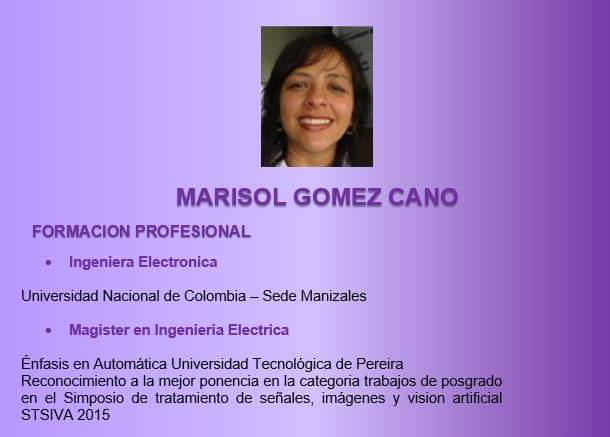 MARISOL GOMEZ CANO
FORMACION PROFESIONAL
• Ingeniera Electronica
Universidad Nacional de Colombia – Sede Manizales
• Magister en Ingenieria Electrica
Énfasis en Automática Universidad Tecnológica de Pereira
Reconocimiento a la mejor ponencia en la categoria trabajos de posgrado
en el Simposio de tratamiento de señales, imágenes y vision artificial
STSIVA 2015